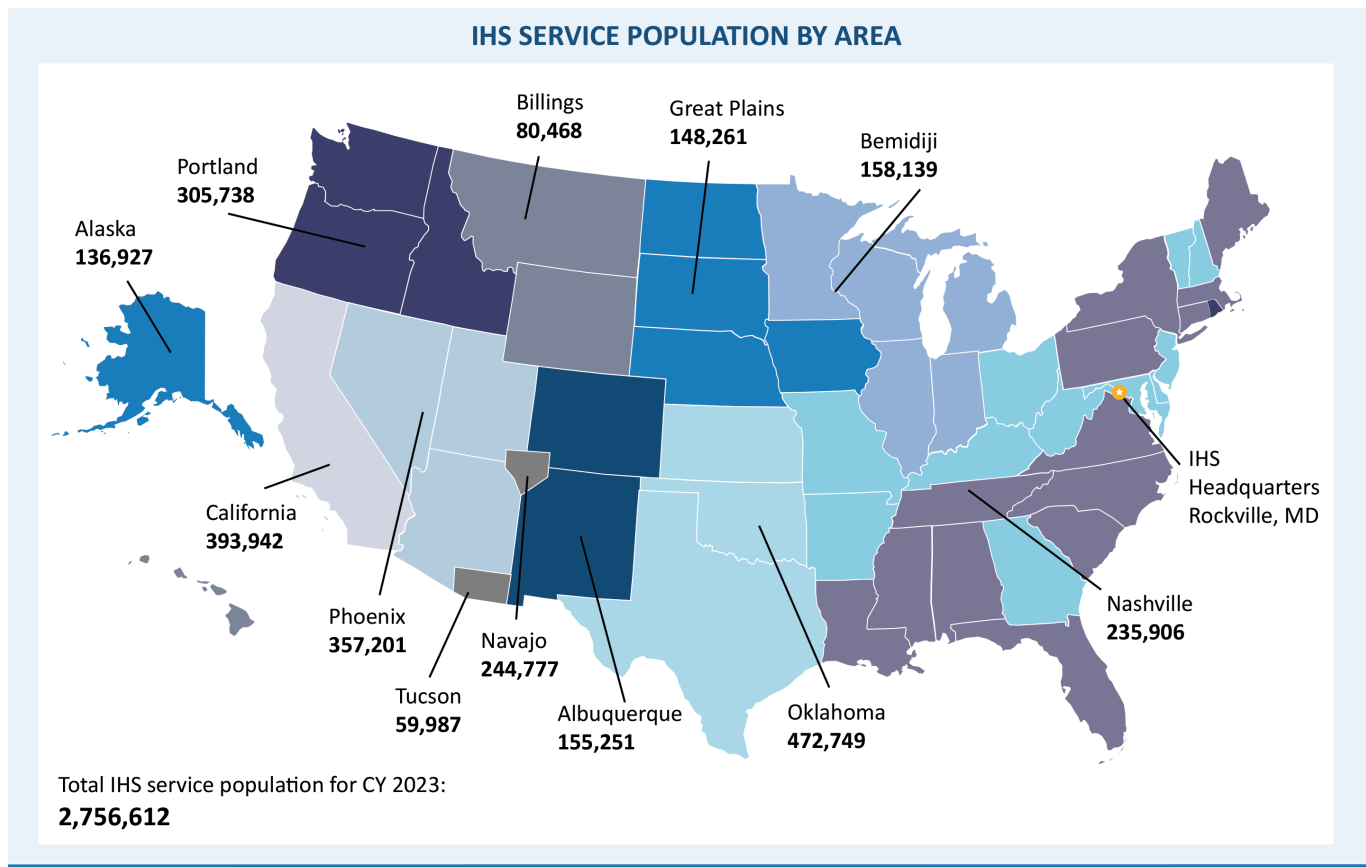 IHS SERVICE POPULATION BY AREA
Billings
80,468
Great Plains
148,261
Bemidiji
158,139
Portland
305,738
Alaska
136,927
California
393,942
IHS
Headquarters
Rockville, MD
Phoenix
357,201
Navajo
244,777
Nashville
235,906
Tucson
59,987
Albuquerque
155,251
Oklahoma
472,749
Total IHS service population for CY 2023:
2,756,612